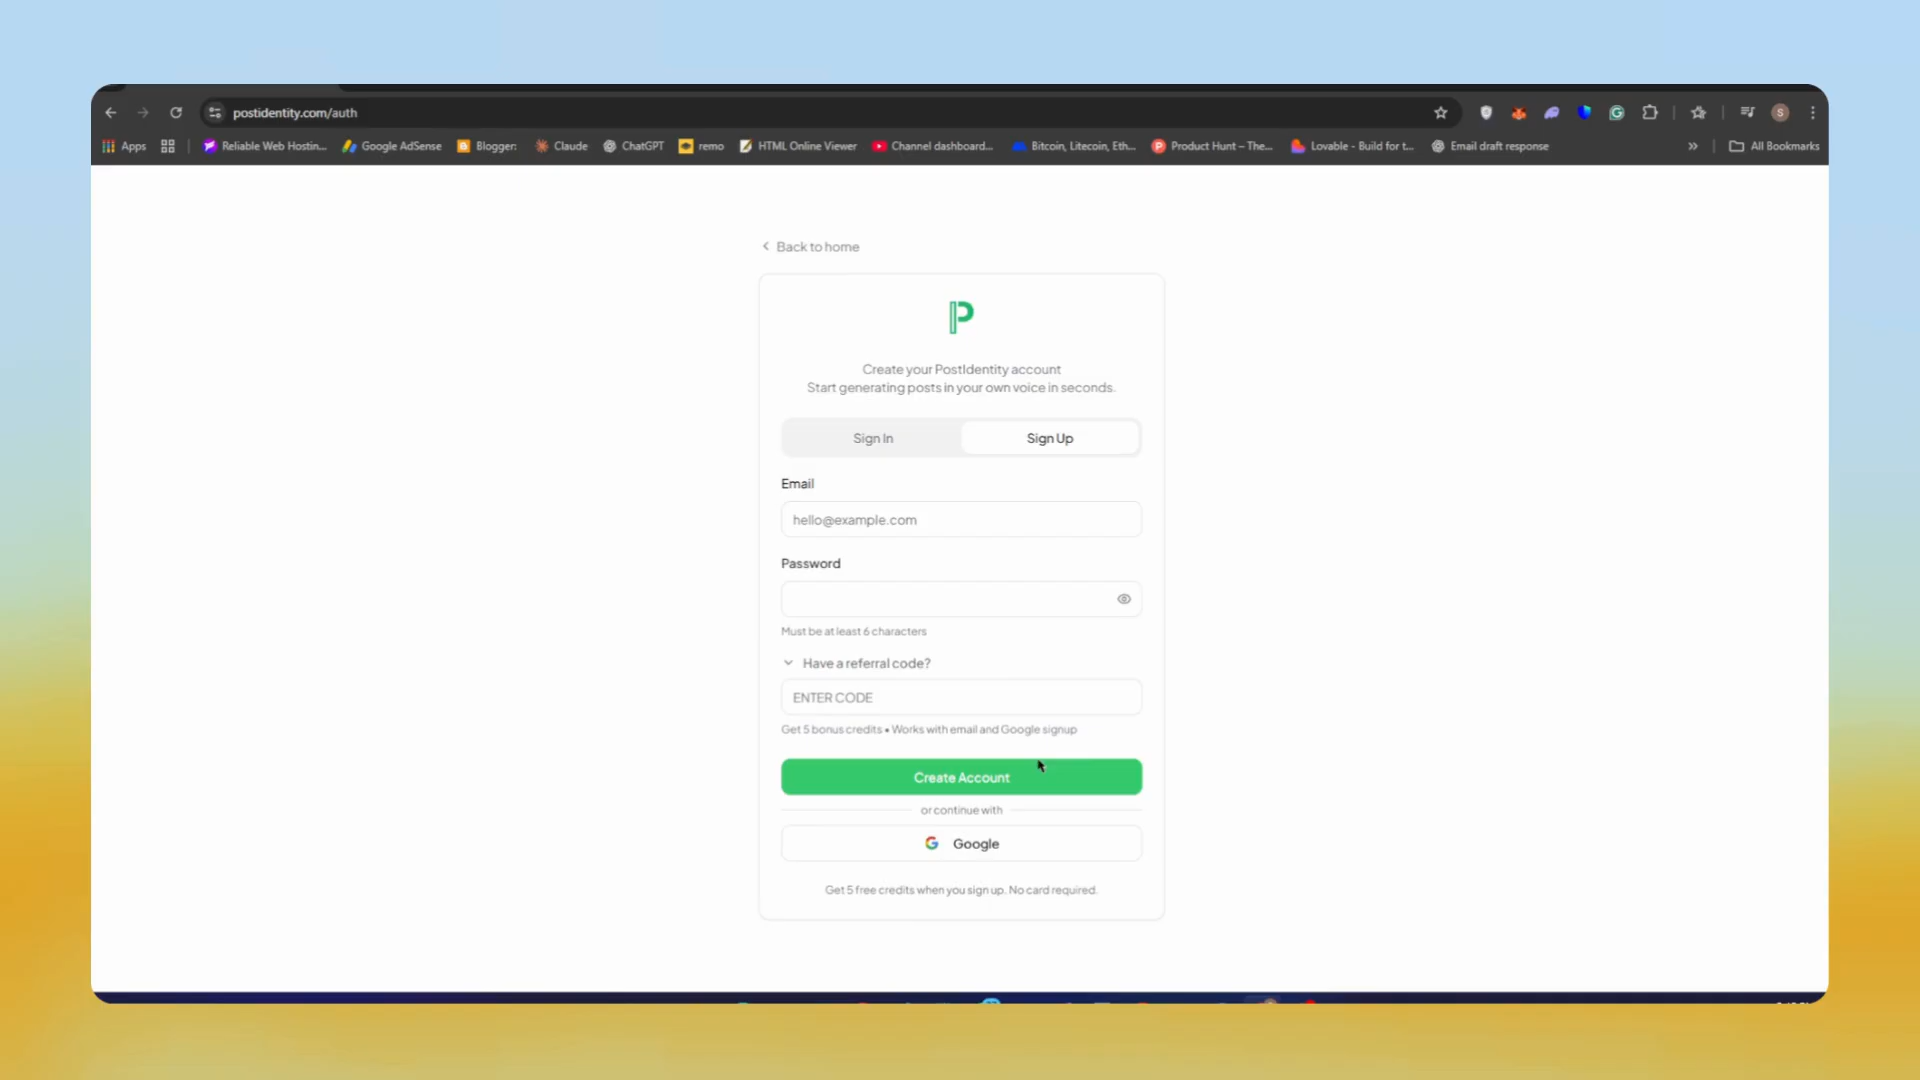 postidentity.com/auth
Apps
Reliable Web Hostin...
Google AdSense
Blogger:
Claude
ChatGPT
remo
HTML Online Viewer
Channel dashboard...
Bitcoin, Litecoin, Eth...
Product Hunt – The...
Lovable - Build for t...
Email draft response
»
All Bookmarks
Back to home
Create your PostIdentity account
Start generating posts in your own voice in seconds.
Sign In
Sign Up
Email
hello@example.com
Password
Must be at least 6 characters
Have a referral code?
ENTER CODE
Get 5 bonus credits • Works with email and Google signup
Create Account
or continue with
Google
Get 5 free credits when you sign up. No card required.